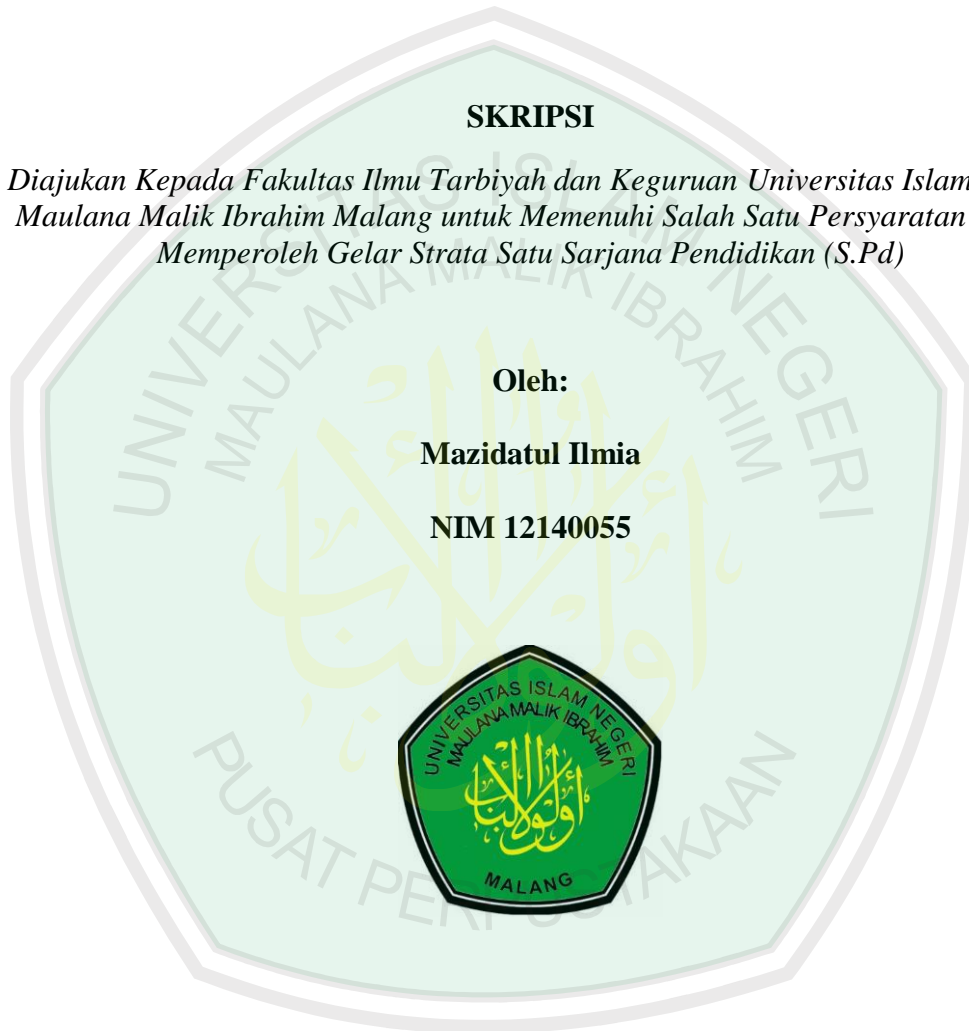 SKRIPSI
Diajukan Kepada Fakultas Ilmu Tarbiyah dan Keguruan Universitas Islam
Maulana Malik Ibrahim Malang untuk Memenuhi Salah Satu Persyaratan
Memperoleh Gelar Strata Satu Sarjana Pendidikan (S.Pd)
Oleh:
Mazidatul Ilmia
NIM 12140055
UNIVERSITAS ISLAM NEGERI
MAULANA MALIK IBRAHIM
أولوالألباب
MALANG
UNIVERSITAS ISLAM NEGERI
MAULANA MALIK IBRAHIM
أولوالألباب
PUSAT PERPUSTAKAAN